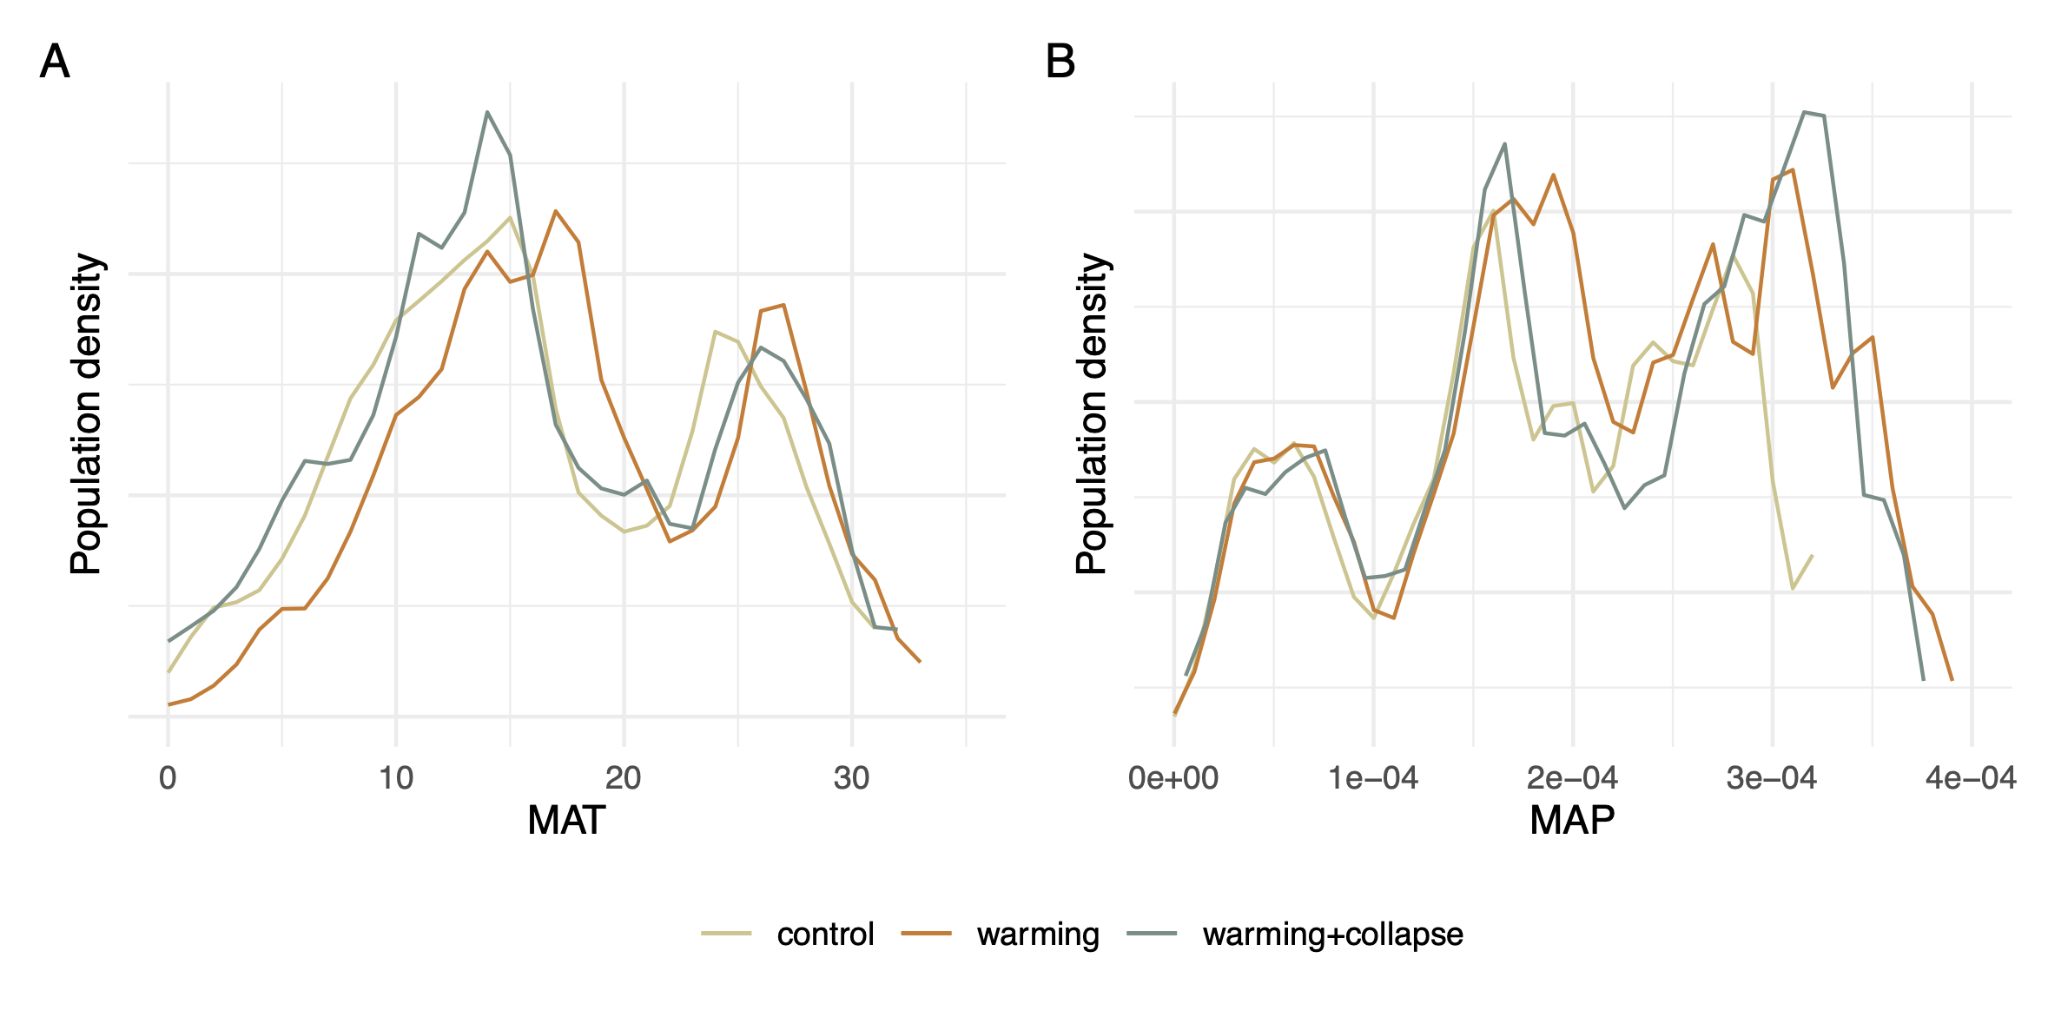 A
B
Population density
0 10 20 30
MAT
Population density
0e+00 1e−04 2e−04 3e−04 4e−04
MAP
control warming warming+collapse